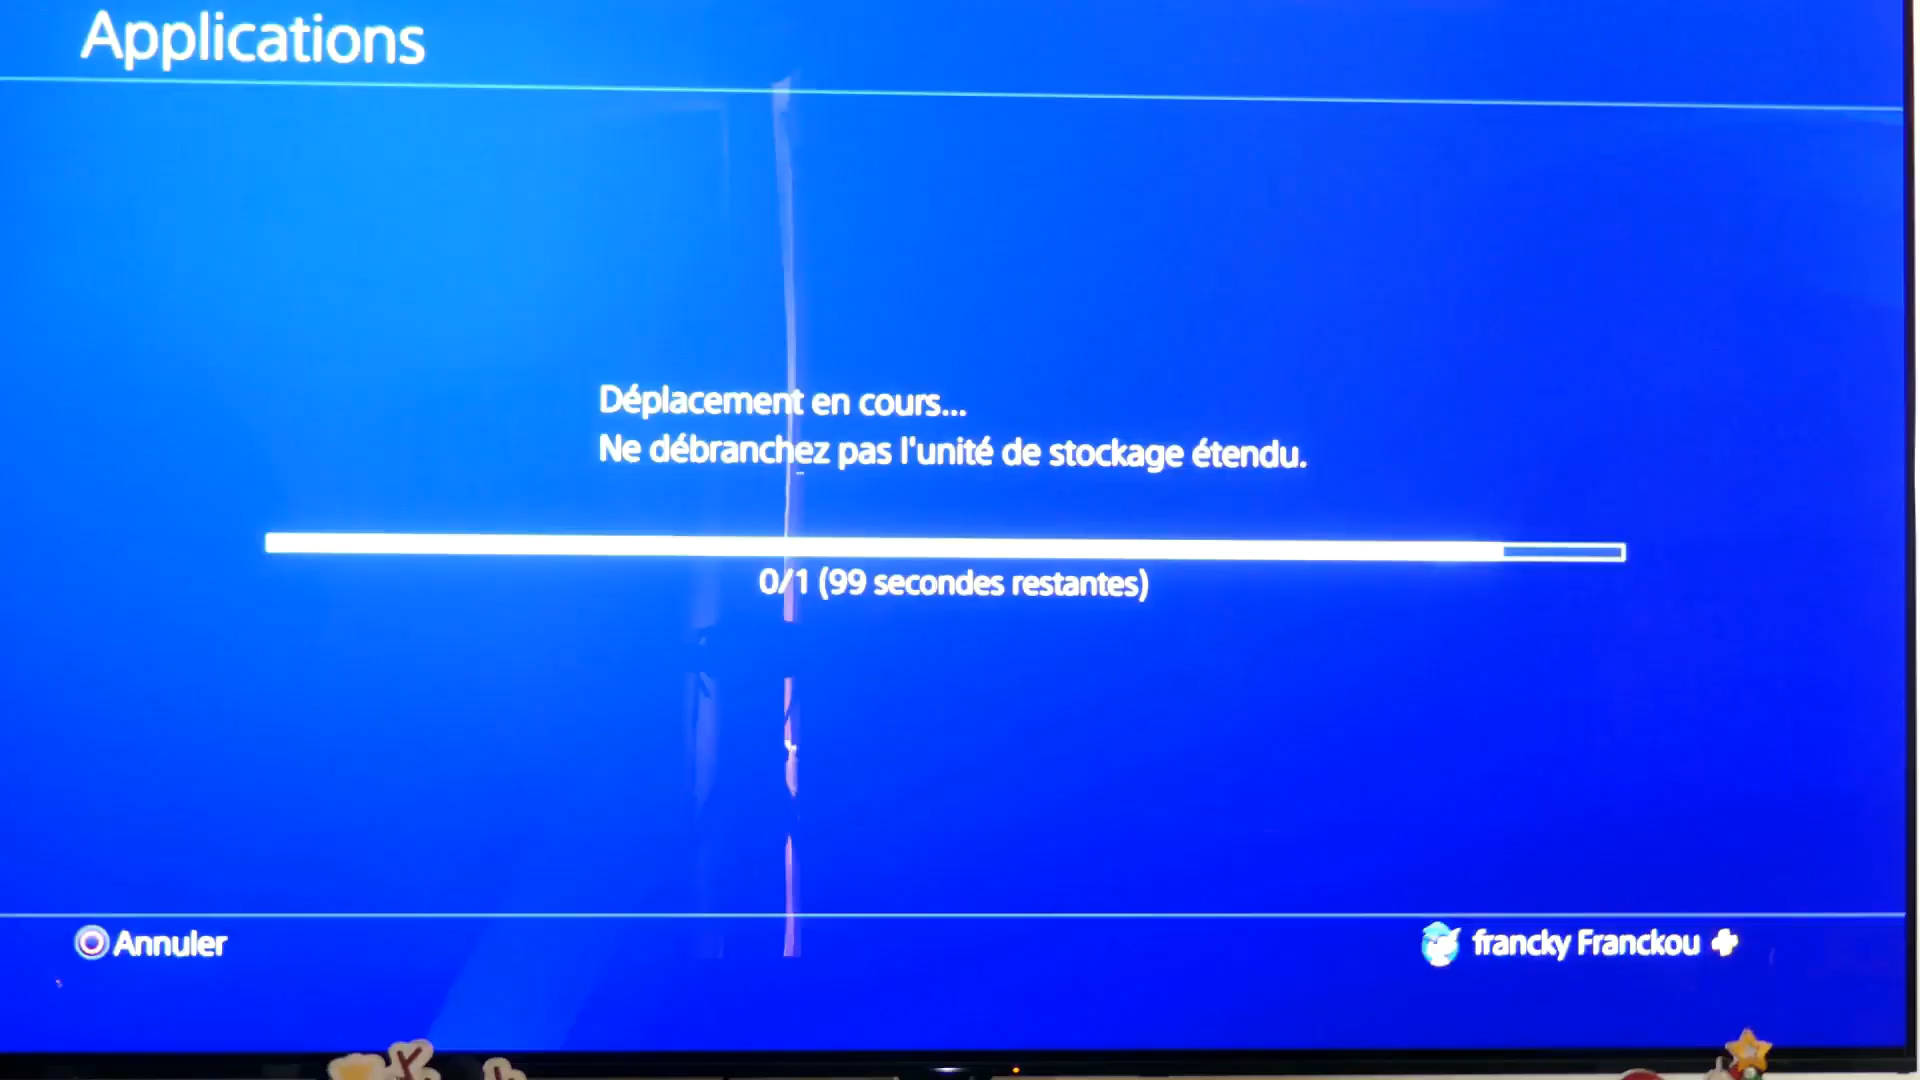 Applications
Déplacement en cours...
Ne débranchez pas l'unité de stockage étendu.
0/1 (99 secondes restantes)
Annuler
francky Franckou